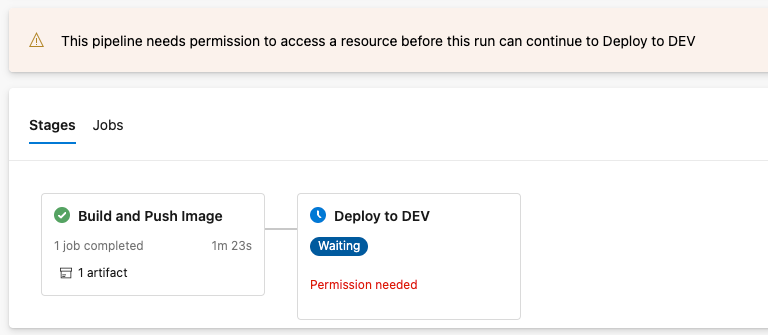 This pipeline needs permission to access a resource before this run can continue to Deploy to DEV
Stages Jobs
Build and Push Image
1 job completed 1m 23s
1 artifact
Deploy to DEV
Waiting
Permission needed